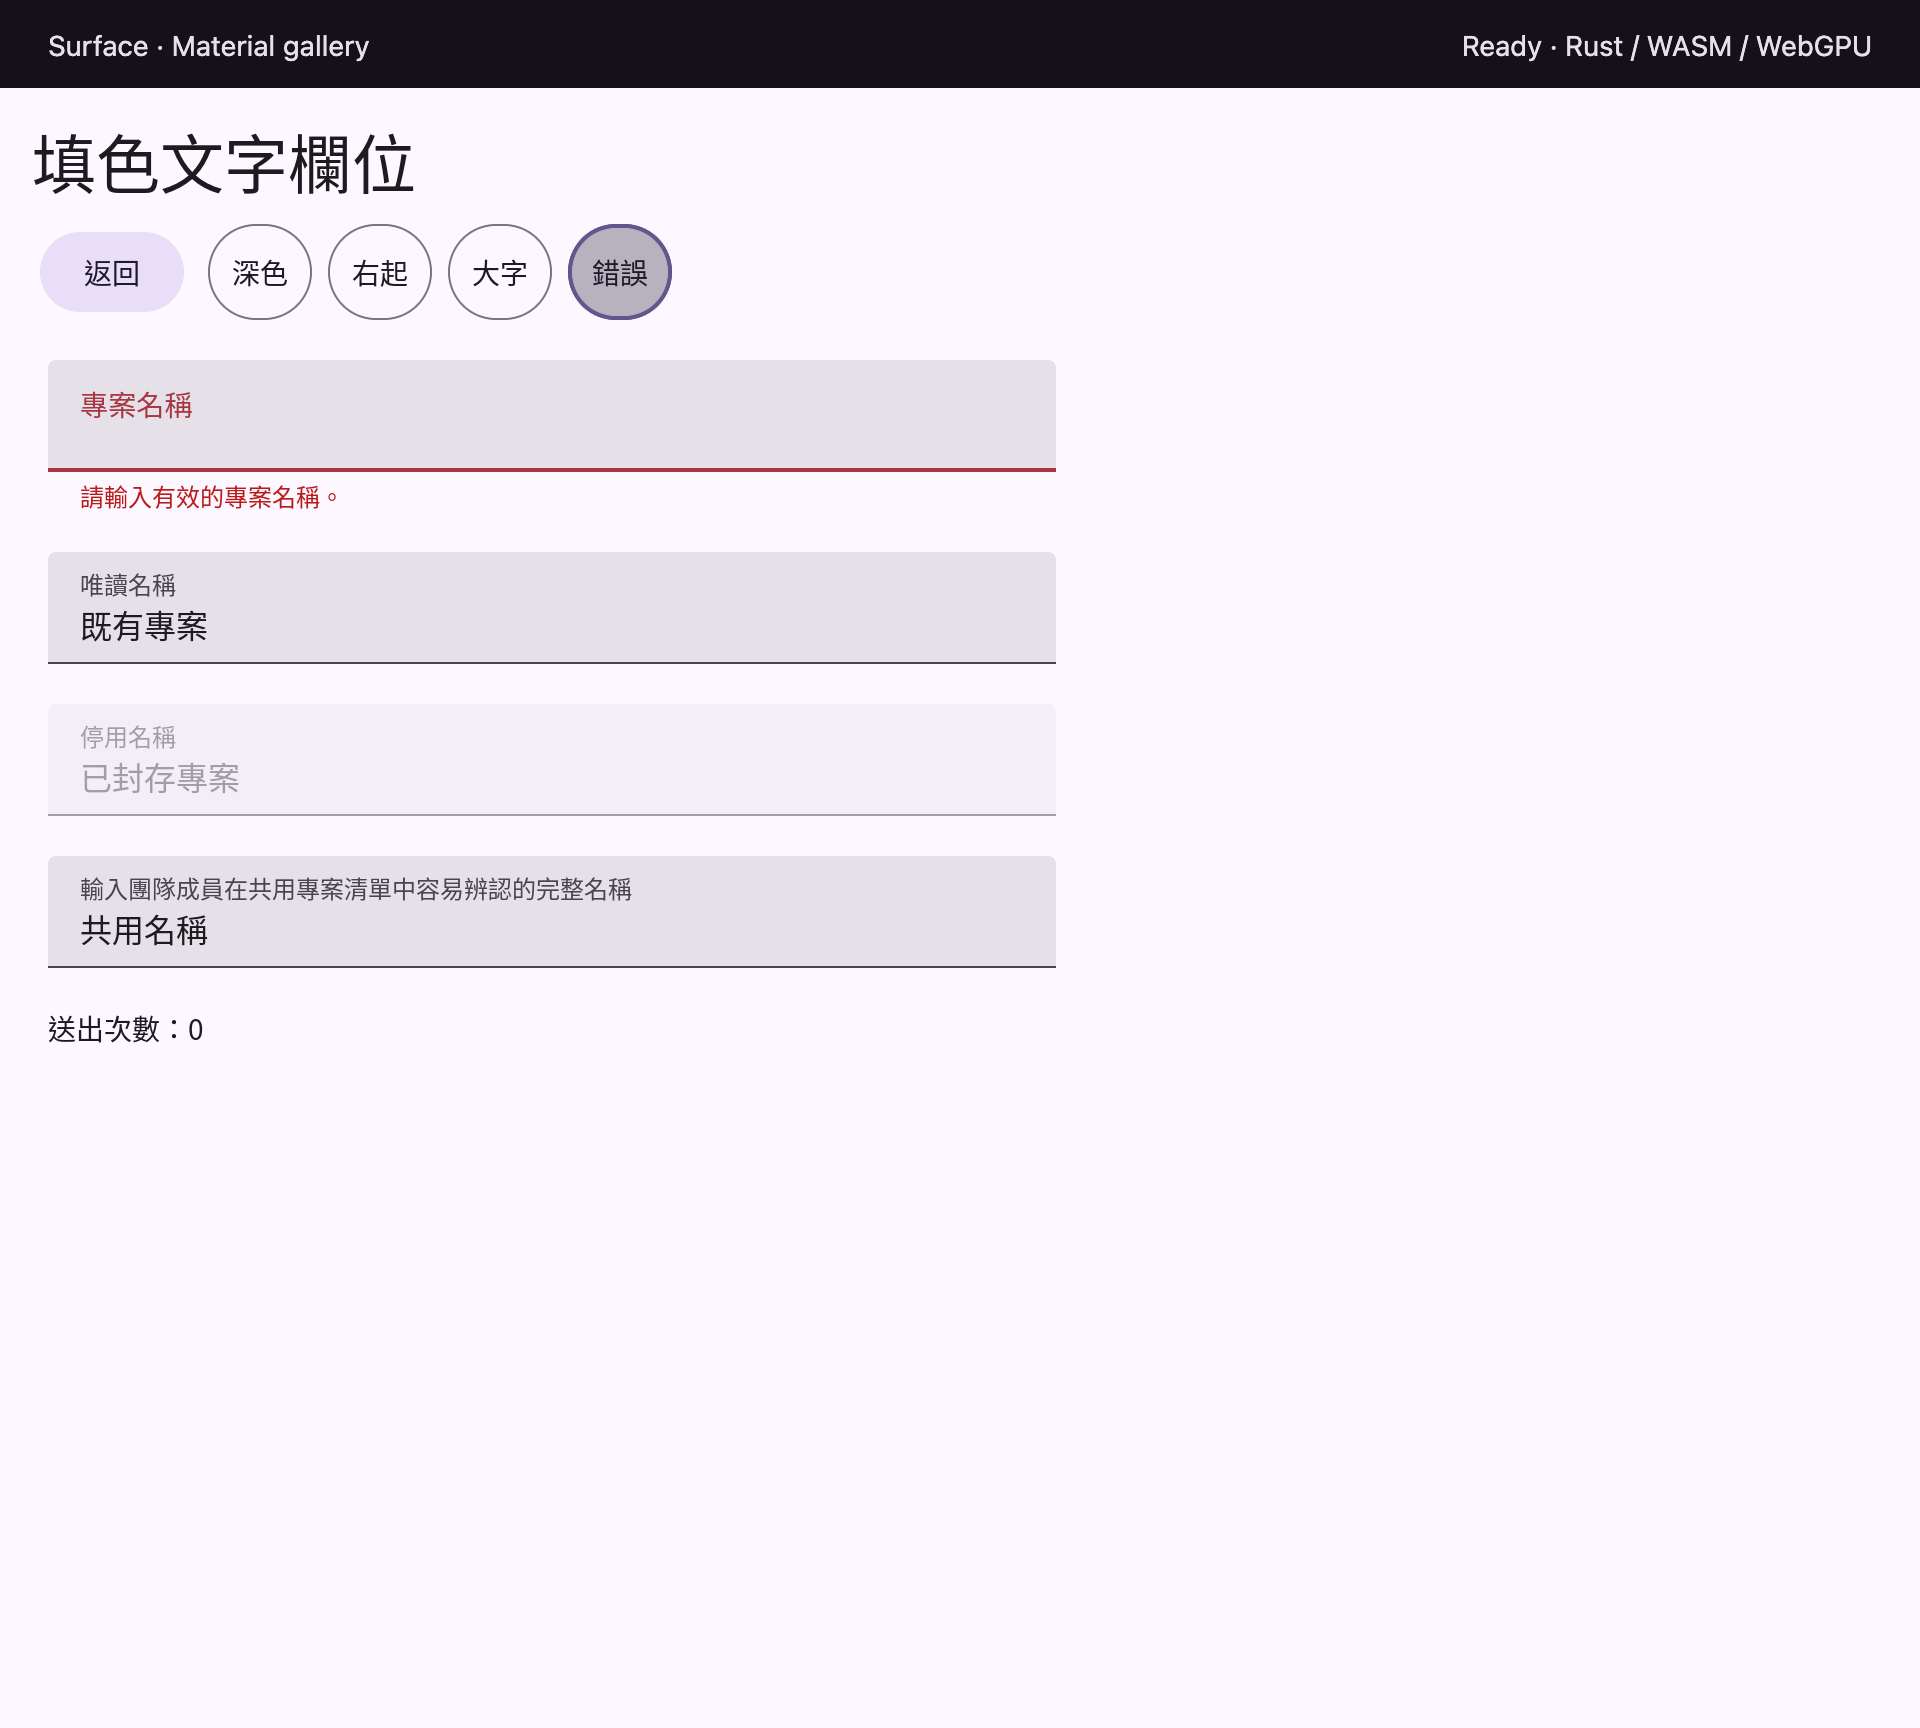 Surface · Material gallery
Ready · Rust / WASM / WebGPU
填色文字欄位
返回 深色 右起 大字 錯誤
專案名稱
請輸入有效的專案名稱。
唯讀名稱
既有專案
停用名稱
已封存專案
輸入團隊成員在共用專案清單中容易辨認的完整名稱
共用名稱
送出次數：0